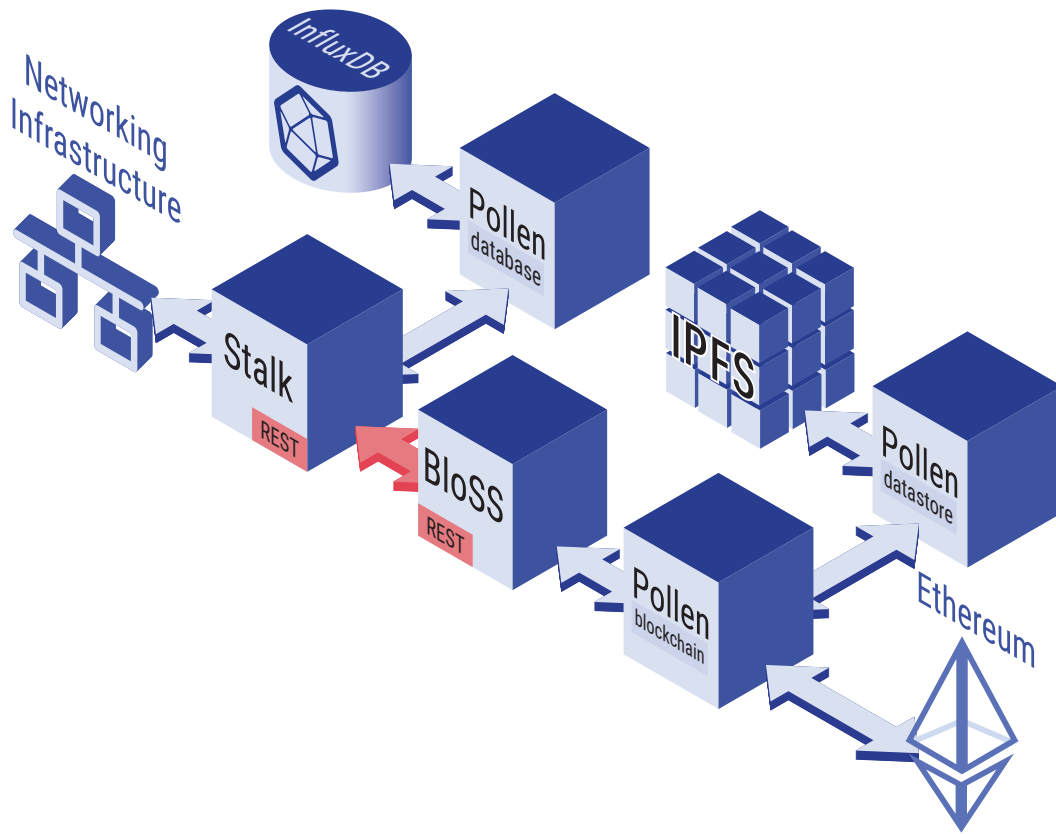 InfluxDB
Networking
Infrastructure
Pollen
database
Stalk
REST
IPFS
BloSS
REST
Pollen
datastore
Pollen
blockchain
Ethereum